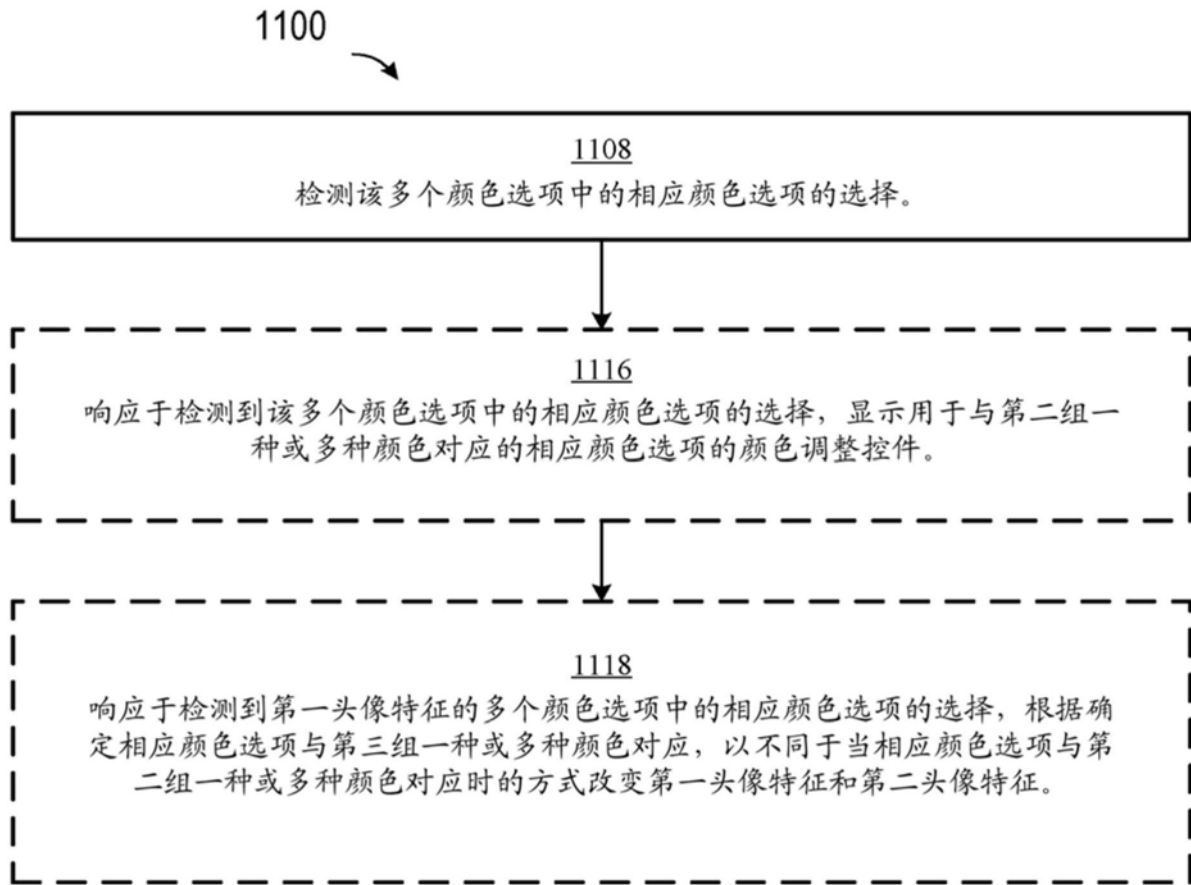 1100
1108
检测该多个颜色选项中的相应颜色选项的选择。
1116
响应于检测到该多个颜色选项中的相应颜色选项的选择，显示用于与第二组一
种或多种颜色对应的相应颜色选项的颜色调整控件。
1118
响应于检测到第一头像特征的多个颜色选项中的相应颜色选项的选择，根据确
定相应颜色选项与第三组一种或多种颜色对应，以不同于当相应颜色选项与第
二组一种或多种颜色对应时的方式改变第一头像特征和第二头像特征。